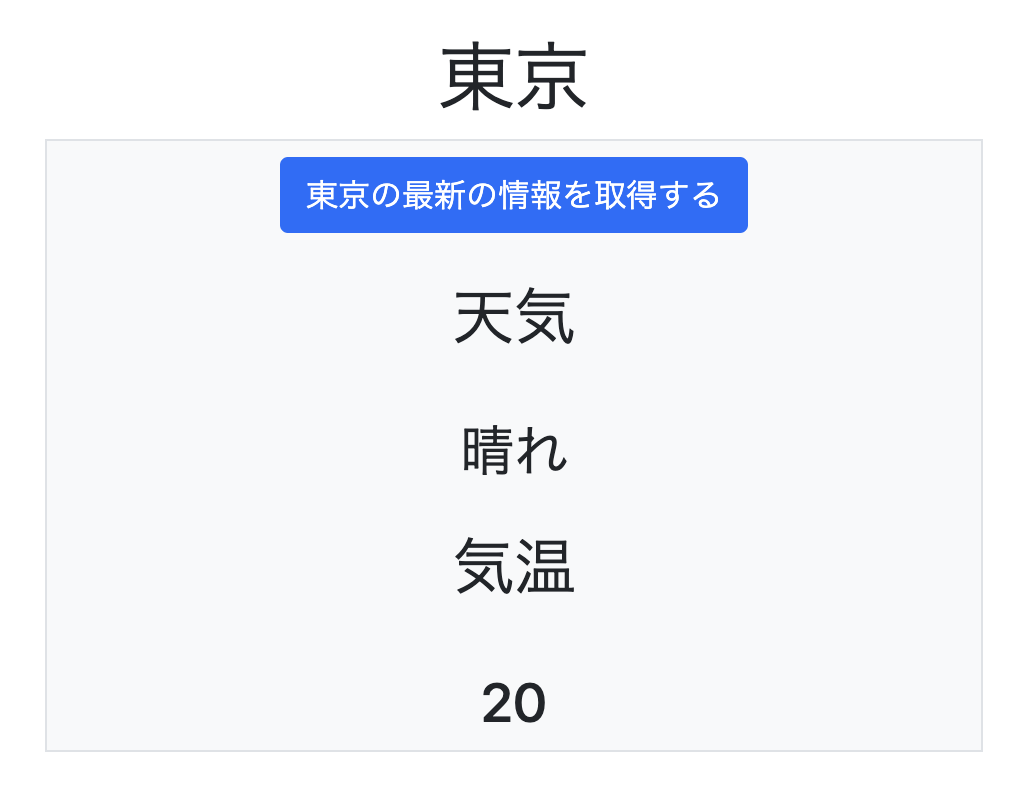 東京
東京の最新の情報を取得する
天気
晴れ
気温
20